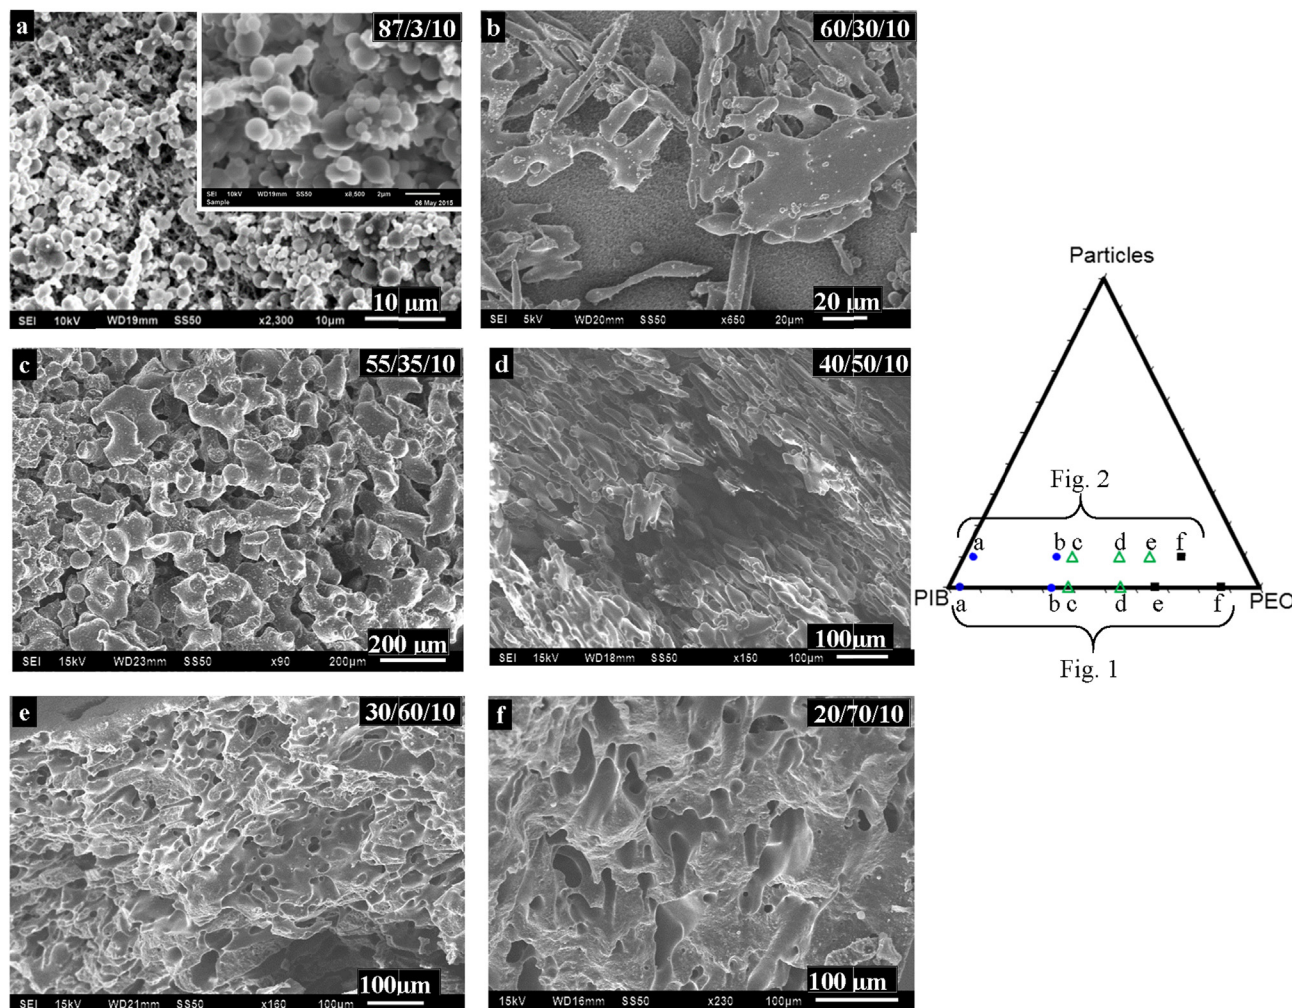 a
87/3/10
SEI 10kV WD19mm SS50 x8,500 2µm
Sample 06 May 2015
10 µm
SEI 10kV WD19mm SS50 x2,300 10µm
b
60/30/10
20 µm
SEI 5kV WD20mm SS50 x650 20µm
c
55/35/10
200 µm
SEI 15kV WD23mm SS50 x90 200µm
d
40/50/10
100µm
SEI 15kV WD18mm SS50 x150 100µm
e
30/60/10
100µm
SEI 15kV WD21mm SS50 x160 100µm
f
20/70/10
100 µm
15kV WD16mm SS50 x230 100µm
Particles
Fig. 2
a b c d e f
PIB PEO
a b c d e f
Fig. 1